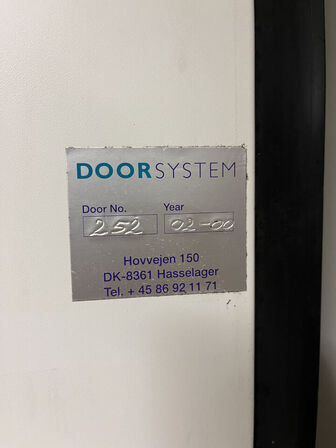 DOORSYSTEM
Door No. Year
252 02-00
Hovvejen 150
DK-8361 Hasselager
Tel. + 45 86 92 11 71